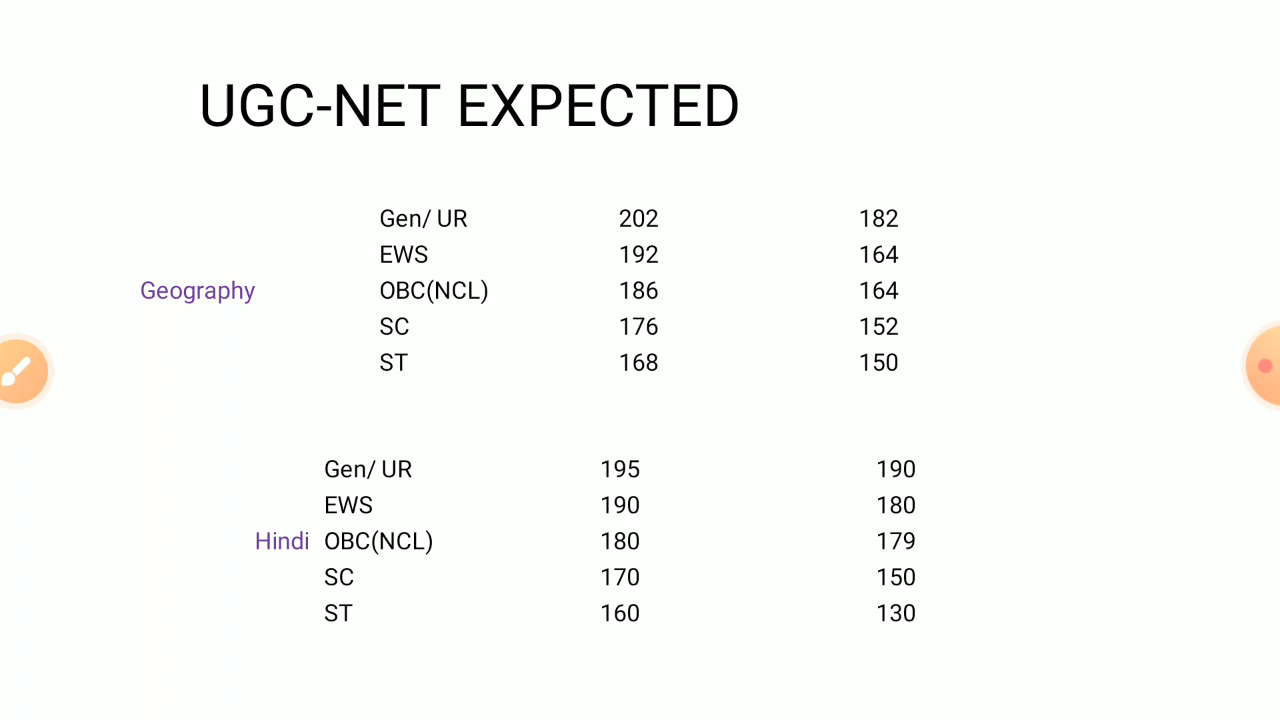 UGC-NET EXPECTED
Gen/ UR 202 182
EWS 192 164
Geography OBC(NCL) 186 164
SC 176 152
ST 168 150
Gen/ UR 195 190
EWS 190 180
Hindi OBC(NCL) 180 179
SC 170 150
ST 160 130